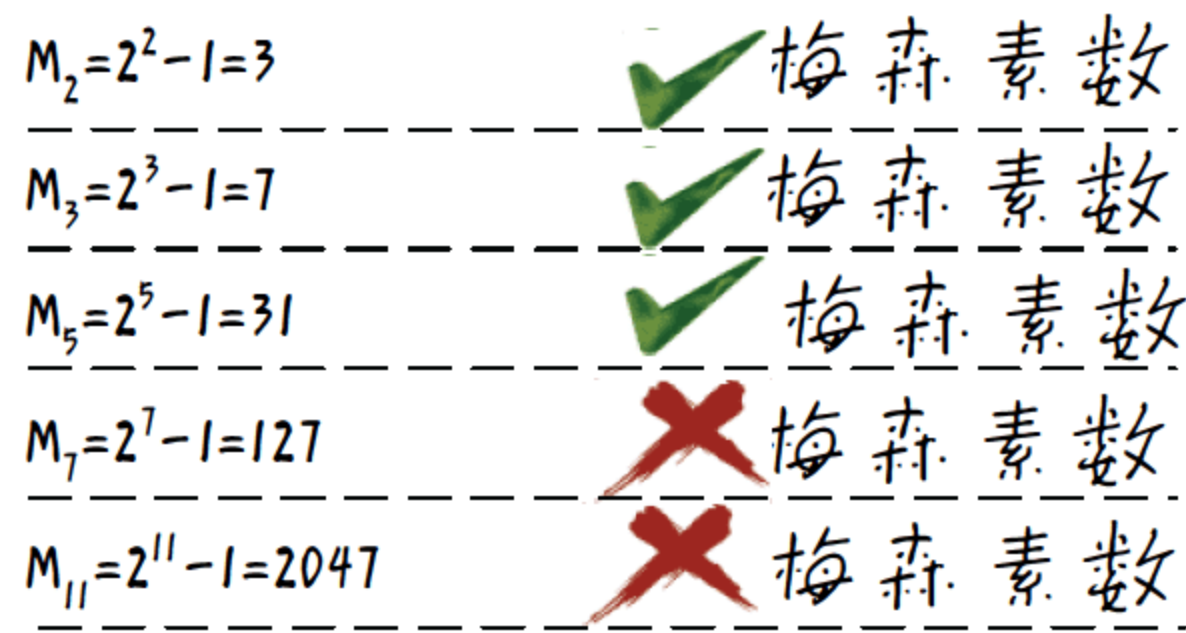 M₂=2²-1=3 ✓ 梅森素数
M₃=2³-1=7 ✓ 梅森素数
M₅=2⁵-1=31 ✓ 梅森素数
M₇=2⁷-1=127 ✗ 梅森素数
M₁₁=2¹¹-1=2047 ✗ 梅森素数